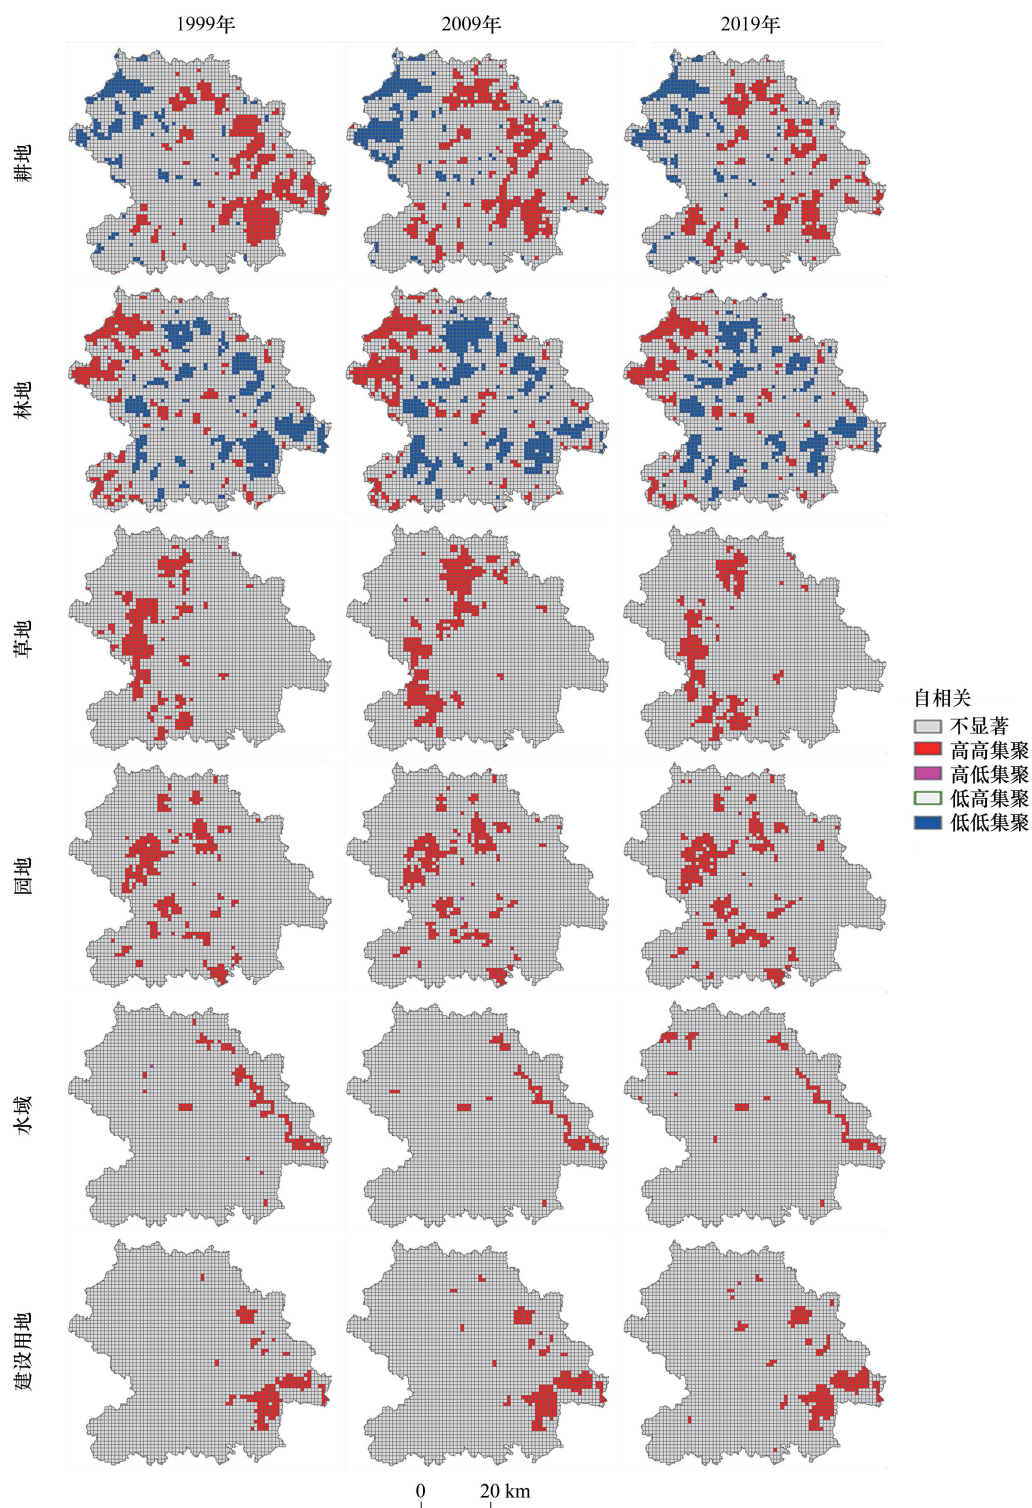 1999年
2009年
2019年
耕地
林地
草地
园地
水域
建设用地
自相关
不显著
高高集聚
高低集聚
低高集聚
低低集聚
0
20 km